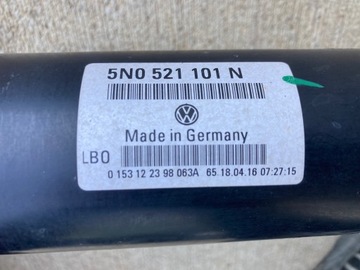 5N0 521 101 N
Made in Germany
LBO
0 153 12 23 98 063A 65.18.04.16 07:27:15